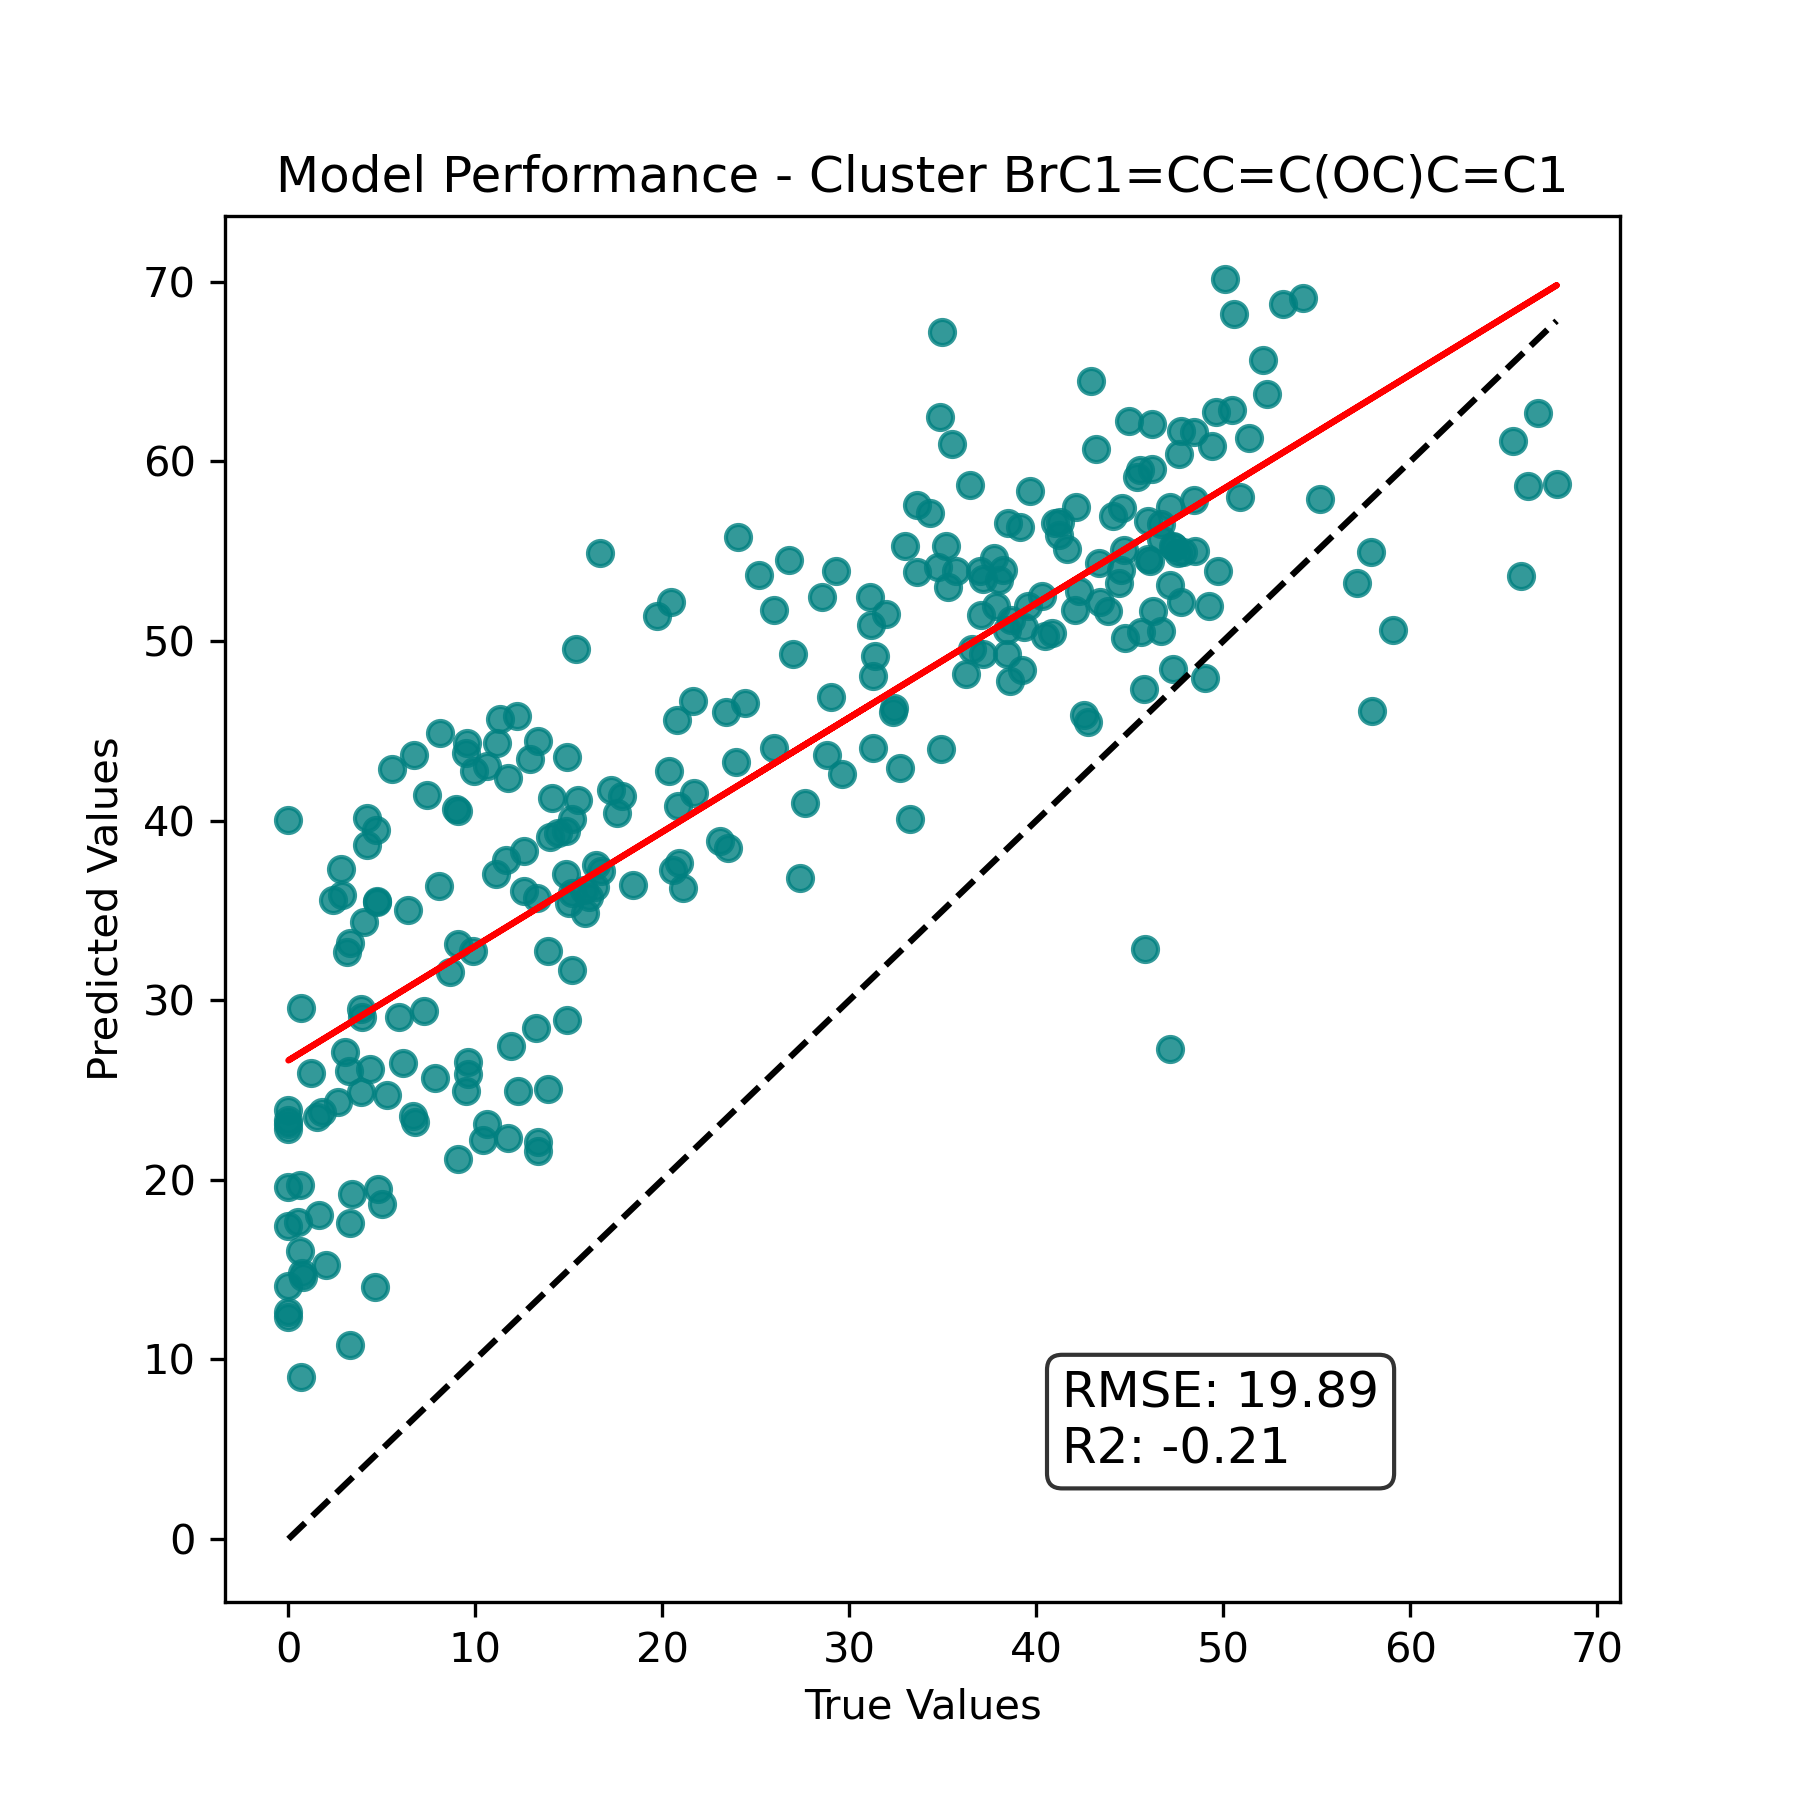 Model Performance - Cluster BrC1=CC=C(OC)C=C1
70
60
50
40
30
20
10
0
Predicted Values
RMSE: 19.89
R2: -0.21
0 10 20 30 40 50 60 70
True Values